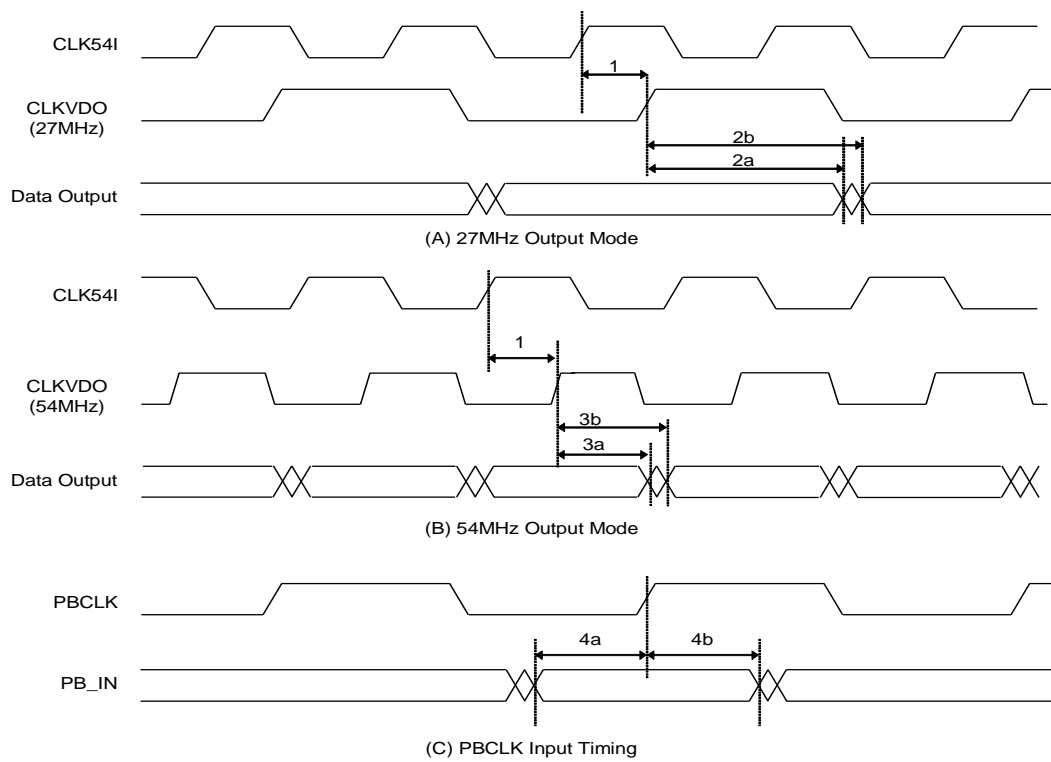 CLK54I
1
CLKVDO
(27MHz)
2b
2a
Data Output
(A) 27MHz Output Mode
CLK54I
1
CLKVDO
(54MHz)
3b
3a
Data Output
(B) 54MHz Output Mode
PBCLK
4a 4b
PB_IN
(C) PBCLK Input Timing